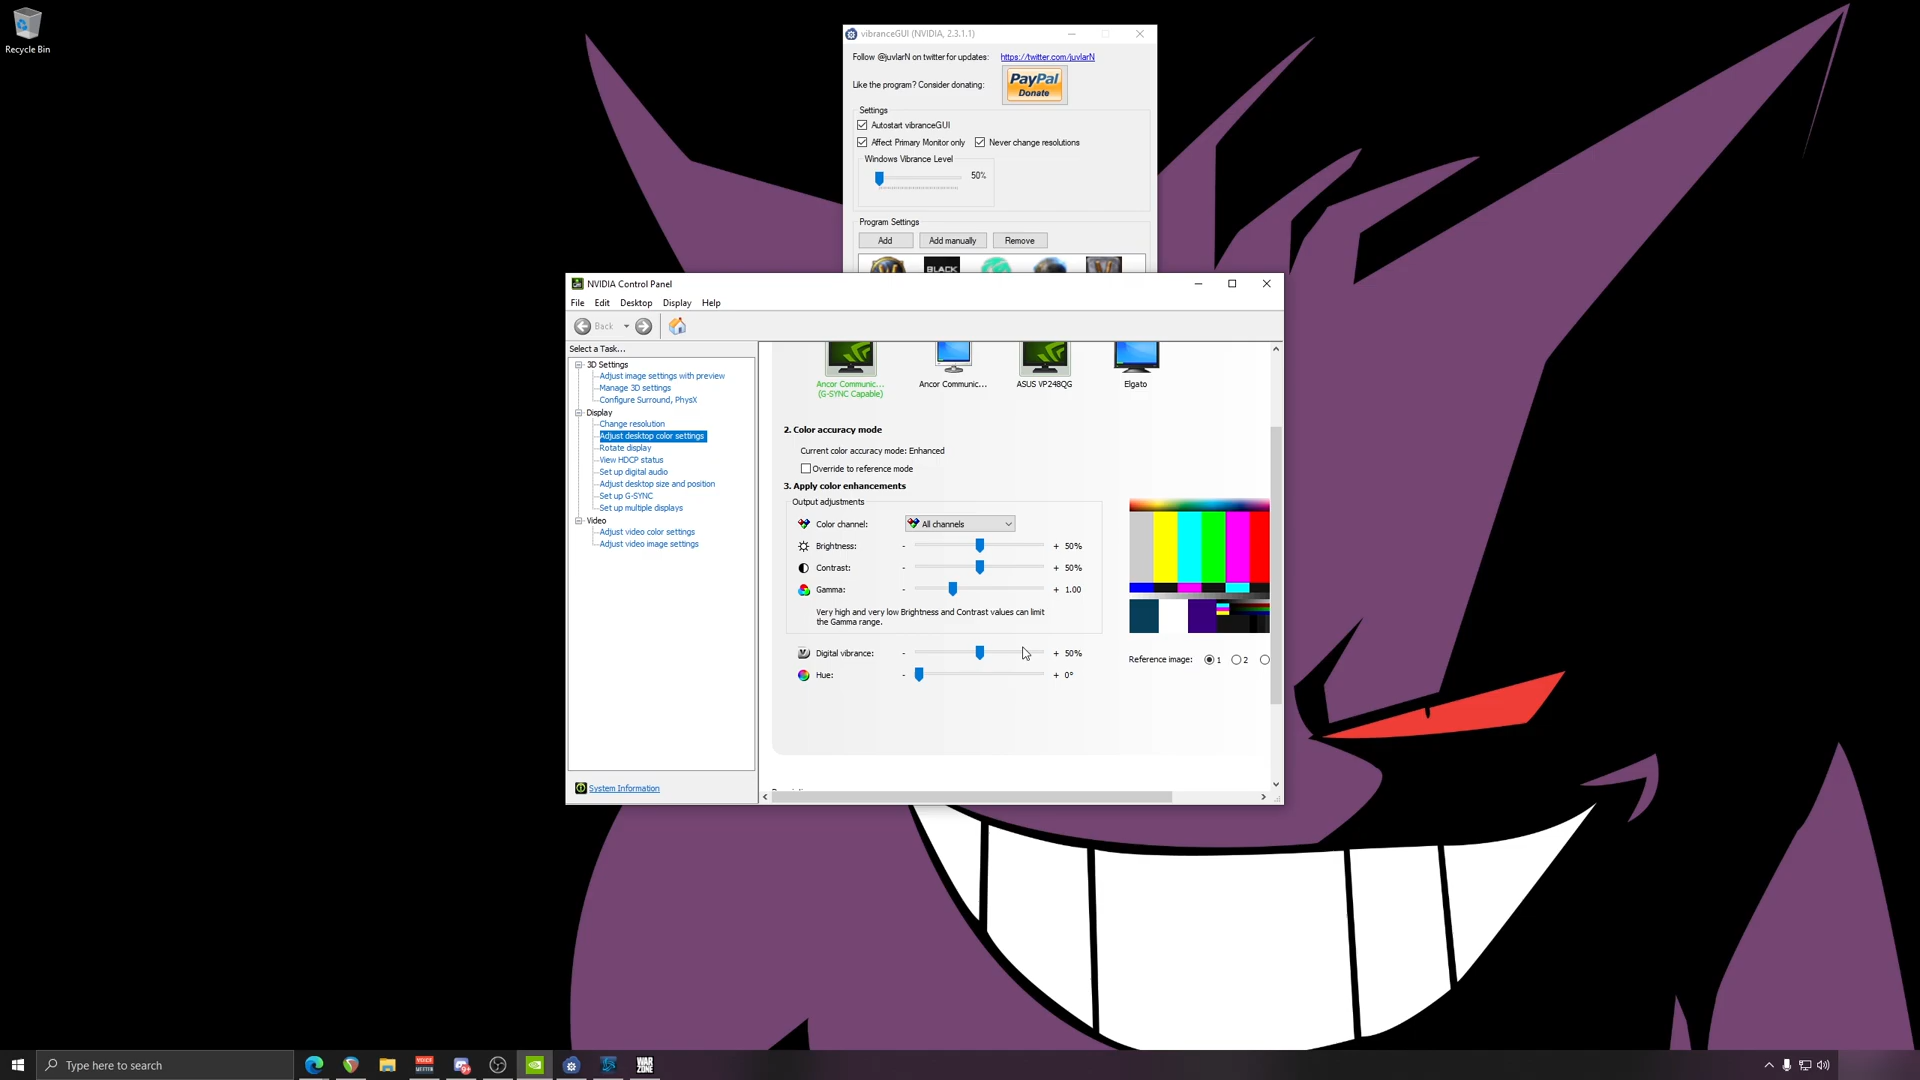 Recycle Bin
vibranceGUI (NVIDIA, 2.3.1.1)
Follow @juvlarN on twitter for updates: https://twitter.com/juvlarN
Like the program? Consider donating: PayPal
Donate
Settings
Autostart vibranceGUI
Affect Primary Monitor only Never change resolutions
Windows Vibrance Level
50%
Program Settings
Add Add manually Remove
BLACK
NVIDIA Control Panel
File Edit Desktop Display Help
Back
Select a Task...
3D Settings
Adjust image settings with preview
Manage 3D settings
Configure Surround, PhysX
Display
Change resolution
Adjust desktop color settings
Rotate display
View HDCP status
Set up digital audio
Adjust desktop size and position
Set up G-SYNC
Set up multiple displays
Video
Adjust video color settings
Adjust video image settings
System Information
Ancor Communic... Ancor Communic... ASUS VP248QG Elgato
(G-SYNC Capable)
2. Color accuracy mode
Current color accuracy mode: Enhanced
Override to reference mode
3. Apply color enhancements
Output adjustments
Color channel: All channels
Brightness: - + 50%
Contrast: - + 50%
Gamma: - + 1.00
Very high and very low Brightness and Contrast values can limit
the Gamma range.
Digital vibrance: - + 50%
Hue: - + 0°
Reference image: 1 2
Type here to search
VOICE
MEETER
9+
WAR
ZONE